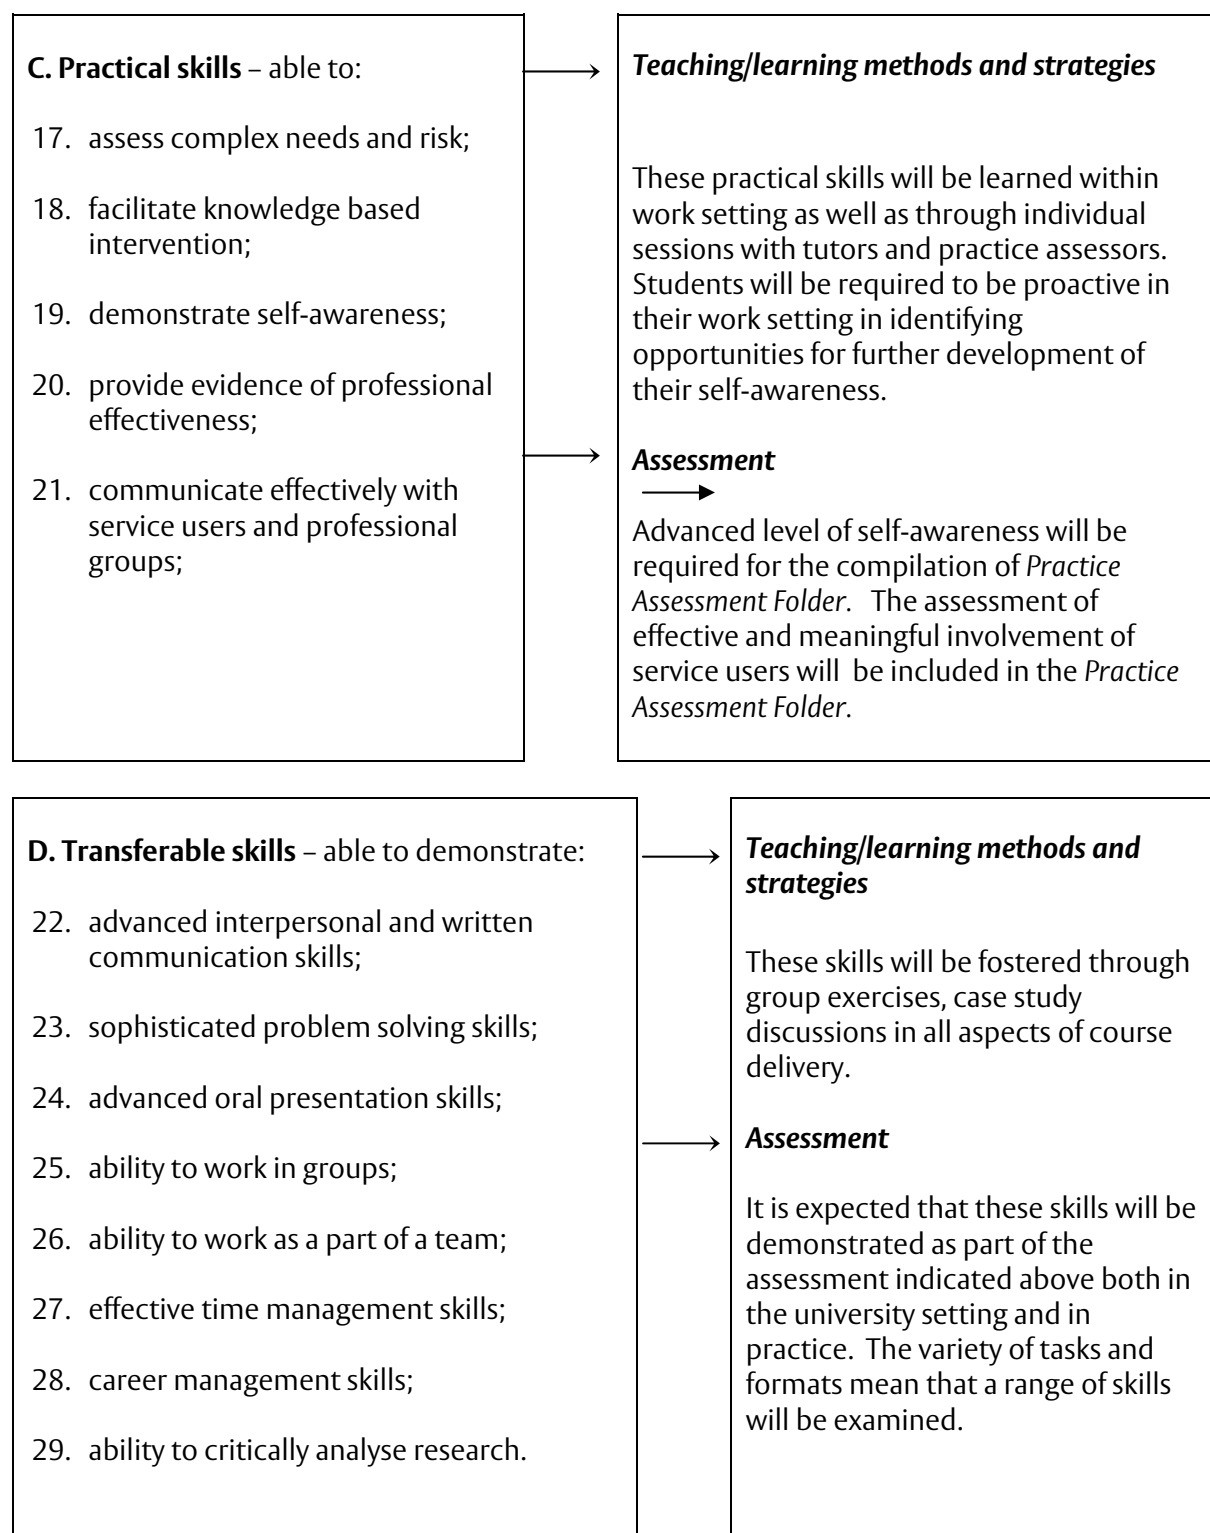 C. Practical skills – able to:
17. assess complex needs and risk;
18. facilitate knowledge based
intervention;
19. demonstrate self-awareness;
20. provide evidence of professional
effectiveness;
21. communicate effectively with
service users and professional
groups;
Teaching/learning methods and strategies
These practical skills will be learned within
work setting as well as through individual
sessions with tutors and practice assessors.
Students will be required to be proactive in
their work setting in identifying
opportunities for further development of
their self-awareness.
Assessment
Advanced level of self-awareness will be
required for the compilation of Practice
Assessment Folder.   The assessment of
effective and meaningful involvement of
service users will  be included in the Practice
Assessment Folder.
D. Transferable skills – able to demonstrate:
22. advanced interpersonal and written
communication skills;
23. sophisticated problem solving skills;
24. advanced oral presentation skills;
25. ability to work in groups;
26. ability to work as a part of a team;
27. effective time management skills;
28. career management skills;
29. ability to critically analyse research.
Teaching/learning methods and
strategies
These skills will be fostered through
group exercises, case study
discussions in all aspects of course
delivery.
Assessment
It is expected that these skills will be
demonstrated as part of the
assessment indicated above both in
the university setting and in
practice.  The variety of tasks and
formats mean that a range of skills
will be examined.